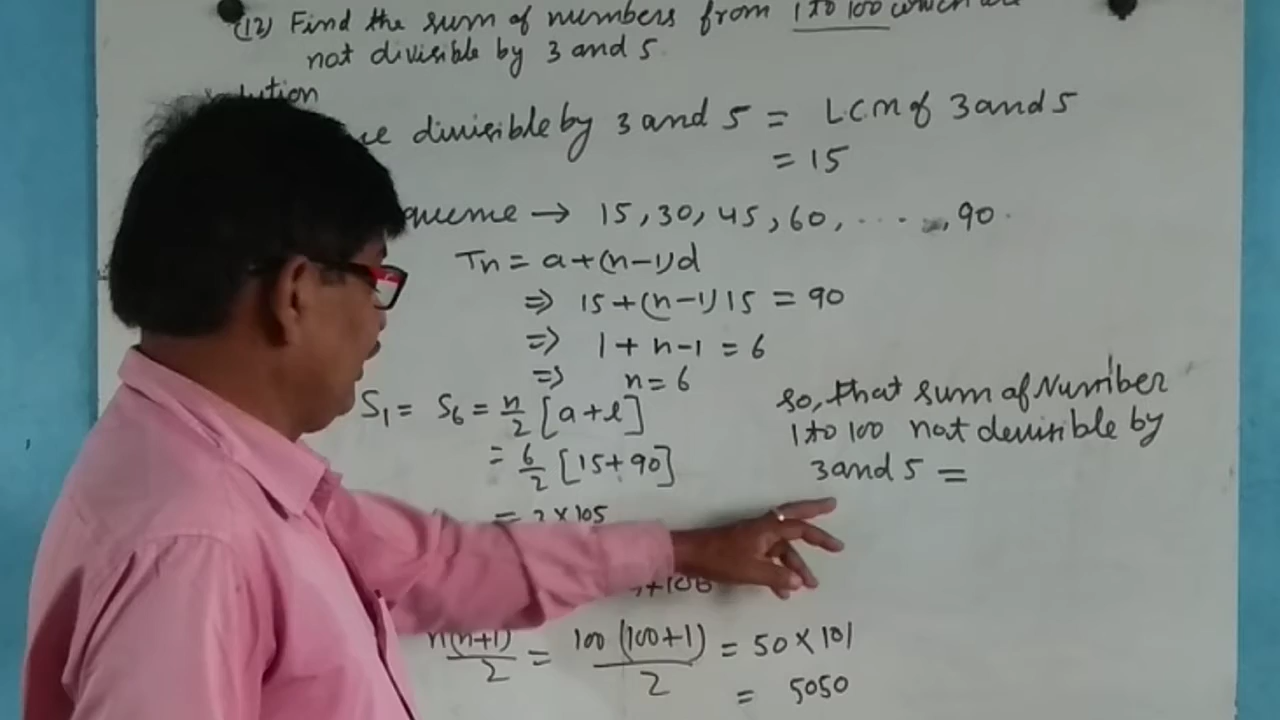 (12) Find the sum of numbers from 1 to 100 which are
not divisible by 3 and 5.
divisible by 3 and 5 = LCM of 3 and 5
= 15
→ 15, 30, 45, 60, ....., 90.
Tn = a+(n-1)d
⇒ 15+(n-1)15 = 90
⇒ 1+n-1 = 6
⇒ n=6
S₁ = S₆ = n/2 [a+l]
= 6/2 [15+90]
= 3×105
so, that sum of Number
1 to 100 not devisible by
3 and 5 =
+100
n(n+1)/2 = 100(100+1)/2 = 50×101
= 5050